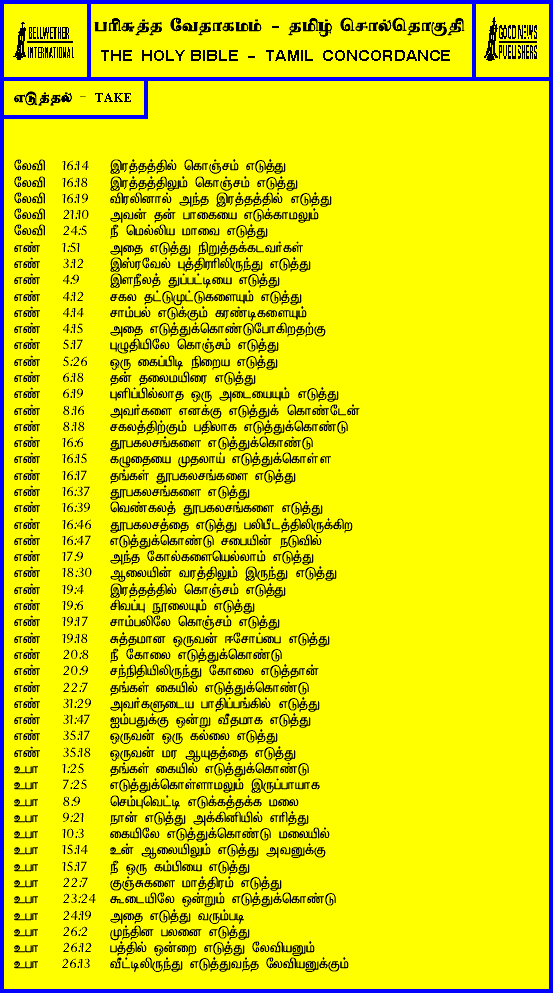 BELLWETHER
INTERNATIONAL
பரிசுத்த வேதாகமம் - தமிழ் சொல்தொகுதி
THE HOLY BIBLE - TAMIL CONCORDANCE
GOOD NEWS
PUBLISHERS
எடுத்தல் - TAKE
லேவி 16:14 இரத்தத்தில் கொஞ்சம் எடுத்து
லேவி 16:18 இரத்தத்திலும் கொஞ்சம் எடுத்து
லேவி 16:19 விரலினால் அந்த இரத்தத்தில் எடுத்து
லேவி 21:10 அவன் தன் பாகையை எடுக்காமலும்
லேவி 24:5 நீ மெல்லிய மாவை எடுத்து
எண் 1:51 அதை எடுத்து நிறுத்தக்கடவர்கள்
எண் 3:12 இஸ்ரவேல் புத்திரரிலிருந்து எடுத்து
எண் 4:9 இளநீலத் துப்பட்டியை எடுத்து
எண் 4:12 சகல தட்டுமுட்டுகளையும் எடுத்து
எண் 4:14 சாம்பல் எடுக்கும் கரண்டிகளையும்
எண் 4:15 அதை எடுத்துக்கொண்டுபோகிறதற்கு
எண் 5:17 புழுதியிலே கொஞ்சம் எடுத்து
எண் 5:26 ஒரு கைப்பிடி நிறைய எடுத்து
எண் 6:18 தன் தலைமயிரை எடுத்து
எண் 6:19 புளிப்பில்லாத ஒரு அடையையும் எடுத்து
எண் 8:16 அவர்களை எனக்கு எடுத்துக் கொண்டேன்
எண் 8:18 சகலத்திற்கும் பதிலாக எடுத்துக்கொண்டு
எண் 16:6 தூபகலசங்களை எடுத்துக்கொண்டு
எண் 16:15 கழுதையை முதலாய் எடுத்துக்கொள்ள
எண் 16:17 தங்கள் தூபகலசங்களை எடுத்து
எண் 16:37 தூபகலசங்களை எடுத்து
எண் 16:39 வெண்கலத் தூபகலசங்களை எடுத்து
எண் 16:46 தூபகலசத்தை எடுத்து பலிபீடத்திலிருக்கிற
எண் 16:47 எடுத்துக்கொண்டு சபையின் நடுவில்
எண் 17:9 அந்த கோல்களையெல்லாம் எடுத்து
எண் 18:30 ஆலையின் வரத்திலும் இருந்து எடுத்து
எண் 19:4 இரத்தத்தில் கொஞ்சம் எடுத்து
எண் 19:6 சிவப்பு நூலையும் எடுத்து
எண் 19:17 சாம்பலிலே கொஞ்சம் எடுத்து
எண் 19:18 சுத்தமான ஒருவன் ஈசோப்பை எடுத்து
எண் 20:8 நீ கோலை எடுத்துக்கொண்டு
எண் 20:9 சந்நிதியிலிருந்து கோலை எடுத்தான்
எண் 22:7 தங்கள் கையில் எடுத்துக்கொண்டு
எண் 31:29 அவர்களுடைய பாதிப்பங்கில் எடுத்து
எண் 31:47 ஐம்பதுக்கு ஒன்று வீதமாக எடுத்து
எண் 35:17 ஒருவன் ஒரு கல்லை எடுத்து
எண் 35:18 ஒருவன் மர ஆயுதத்தை எடுத்து
உபா 1:25 தங்கள் கையில் எடுத்துக்கொண்டு
உபா 7:25 எடுத்துக்கொள்ளாமலும் இருப்பாயாக
உபா 8:9 செம்புவெட்டி எடுக்கத்தக்க மலை
உபா 9:21 நான் எடுத்து அக்கினியில் எரித்து
உபா 10:3 கையிலே எடுத்துக்கொண்டு மலையில்
உபா 15:14 உன் ஆலையிலும் எடுத்து அவனுக்கு
உபா 15:17 நீ ஒரு கம்பியை எடுத்து
உபா 22:7 குஞ்சுகளை மாத்திரம் எடுத்து
உபா 23:24 கூடையிலே ஒன்றும் எடுத்துக்கொண்டு
உபா 24:19 அதை எடுத்து வரும்படி
உபா 26:2 முந்தின பலனை எடுத்து
உபா 26:12 பத்தில் ஒன்றை எடுத்து லேவியனும்
உபா 26:13 வீட்டிலிருந்து எடுத்துவந்த லேவியனுக்கும்